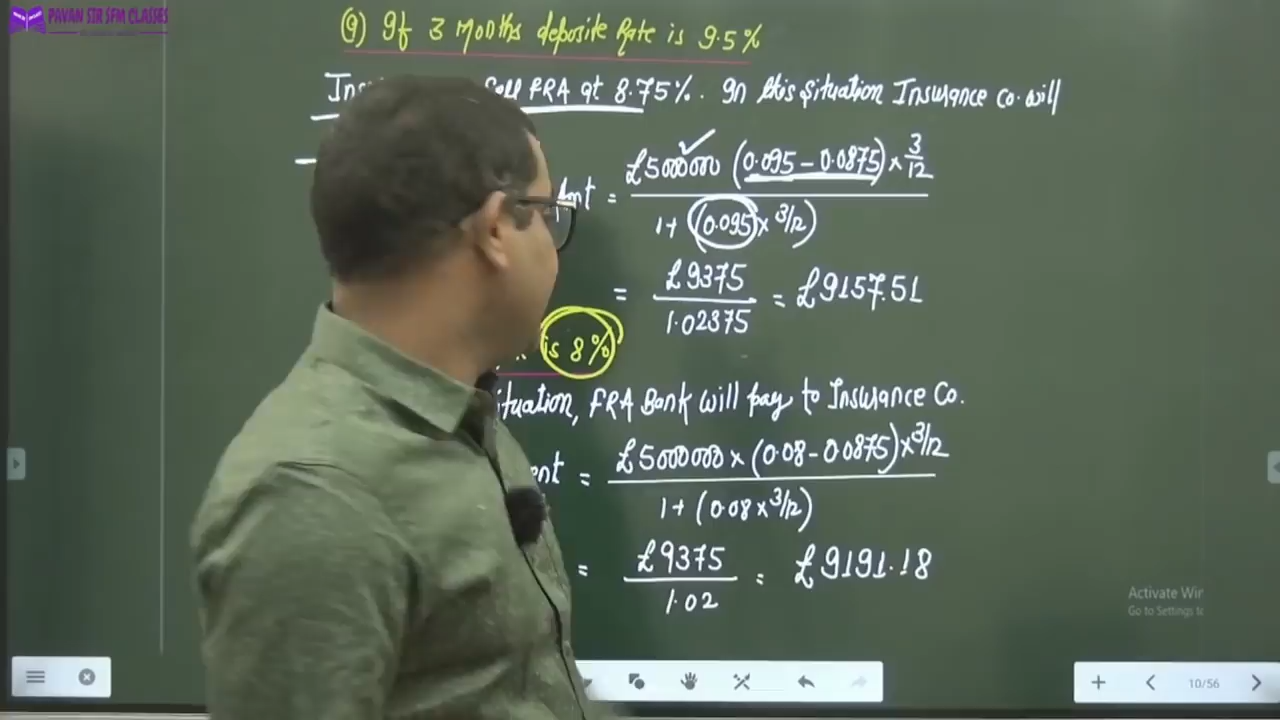 PAVAN SIR SFM CLASSES
(a) If 3 Months deposite Rate is 9.5%
FRA at 8.75%. In this situation Insurance co. will
= £5000000 (0.095 - 0.0875) × 3/12
1 + (0.095 × 3/12)
= £9375 / 1.02375 = £9157.51
is 8%
ituation, FRA Bank will pay to Insurance Co.
= £5000000 × (0.08 - 0.0875) × 3/12
1 + (0.08 × 3/12)
= £9375 / 1.02 = £9191.18
Activate Win
Go to Settings to
10/56